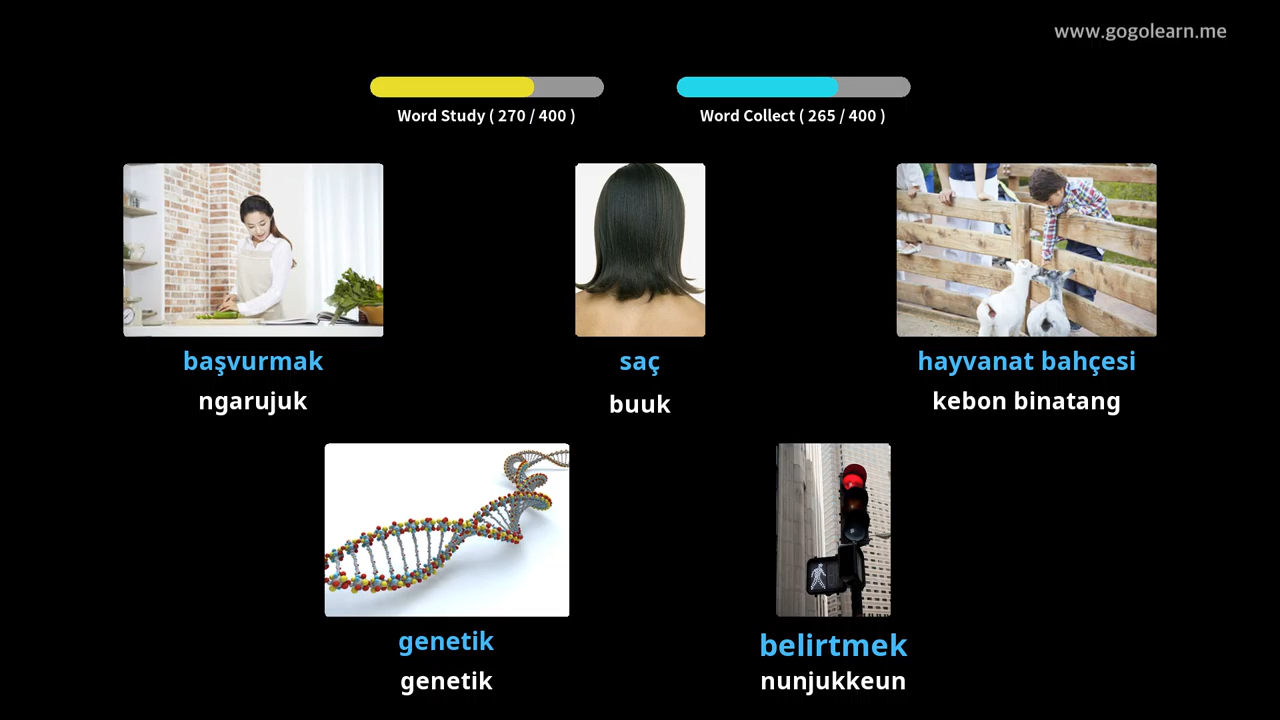 www.gogolearn.me
Word Study ( 270 / 400 )
Word Collect ( 265 / 400 )
başvurmak
ngarujuk
saç
buuk
hayvanat bahçesi
kebon binatang
genetik
genetik
belirtmek
nunjukkeun